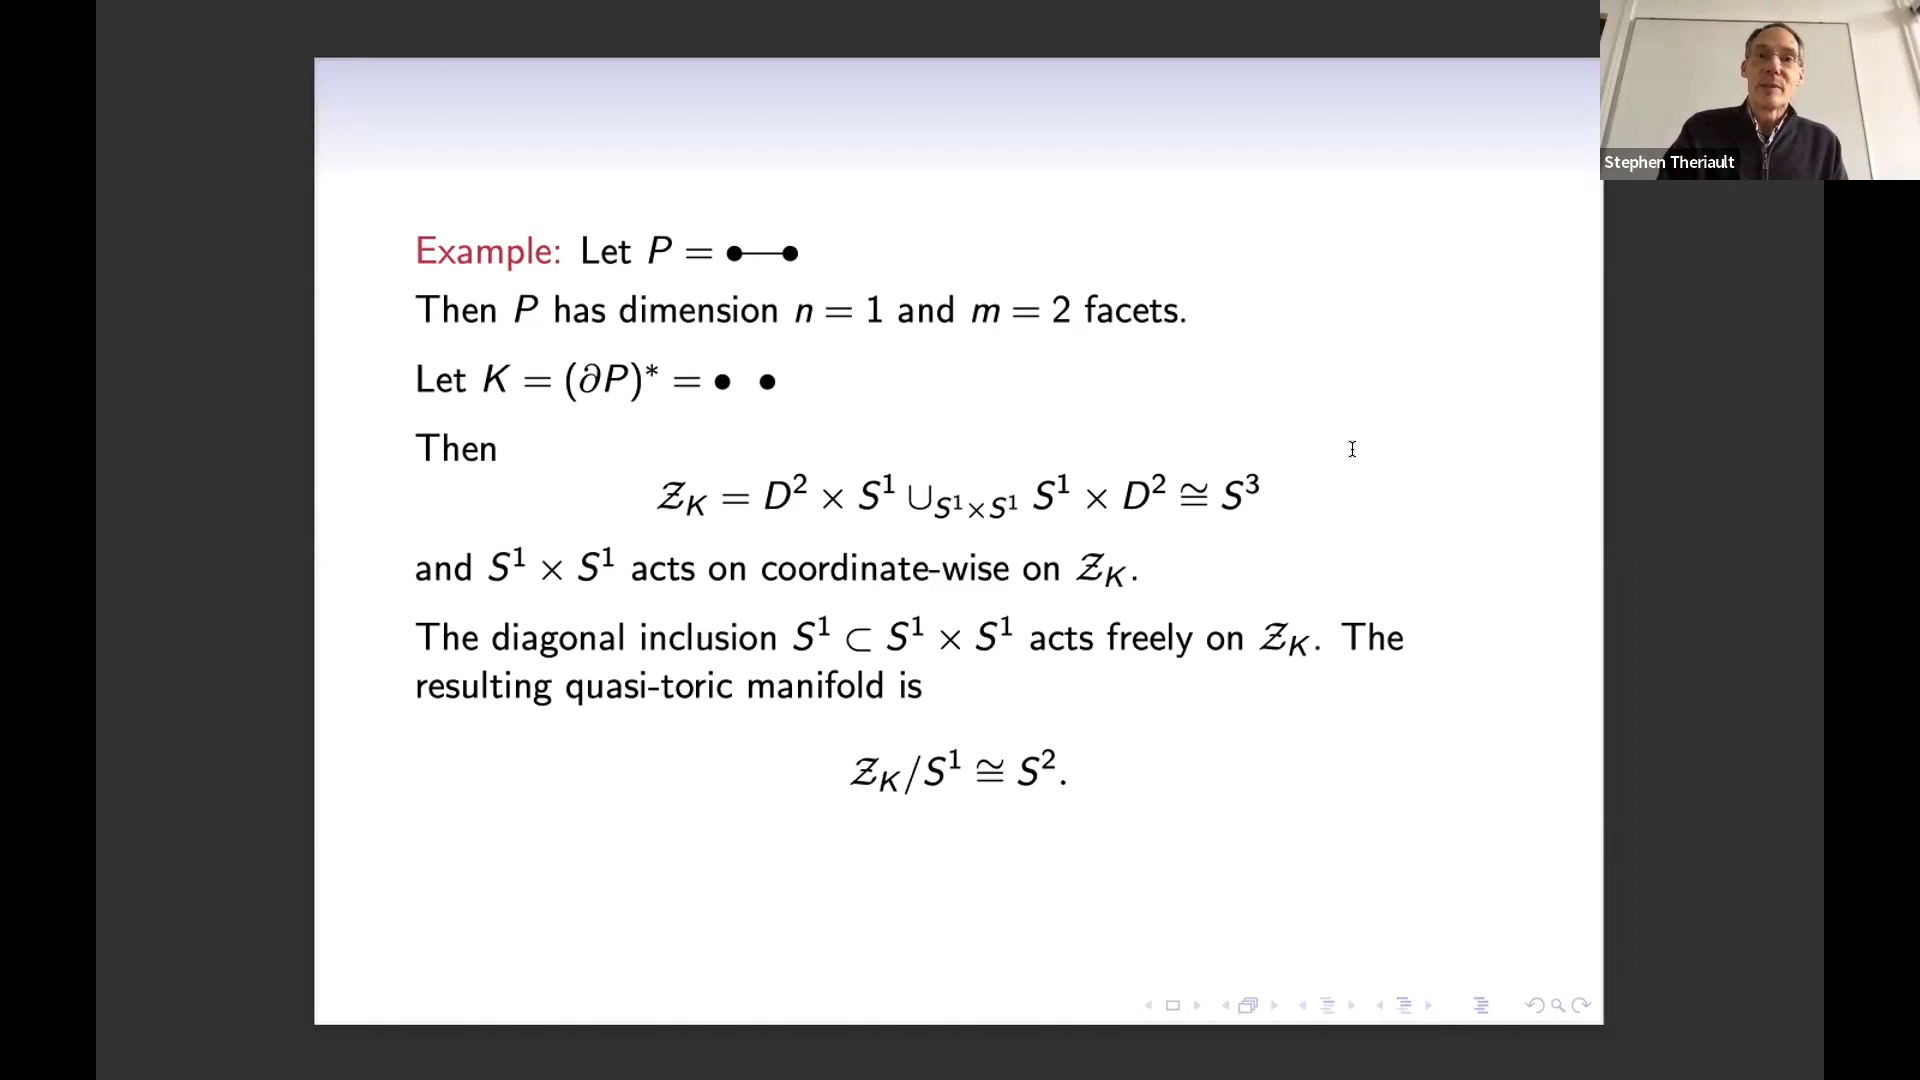 Stephen Theriault
Example: Let P = •—•
Then P has dimension n = 1 and m = 2 facets.
Let K = (∂P)* = • •
Then
𝒵_K = D² × S¹ ∪_{S¹×S¹} S¹ × D² ≅ S³
and S¹ × S¹ acts on coordinate-wise on 𝒵_K.
The diagonal inclusion S¹ ⊂ S¹ × S¹ acts freely on 𝒵_K. The
resulting quasi-toric manifold is
𝒵_K/S¹ ≅ S².